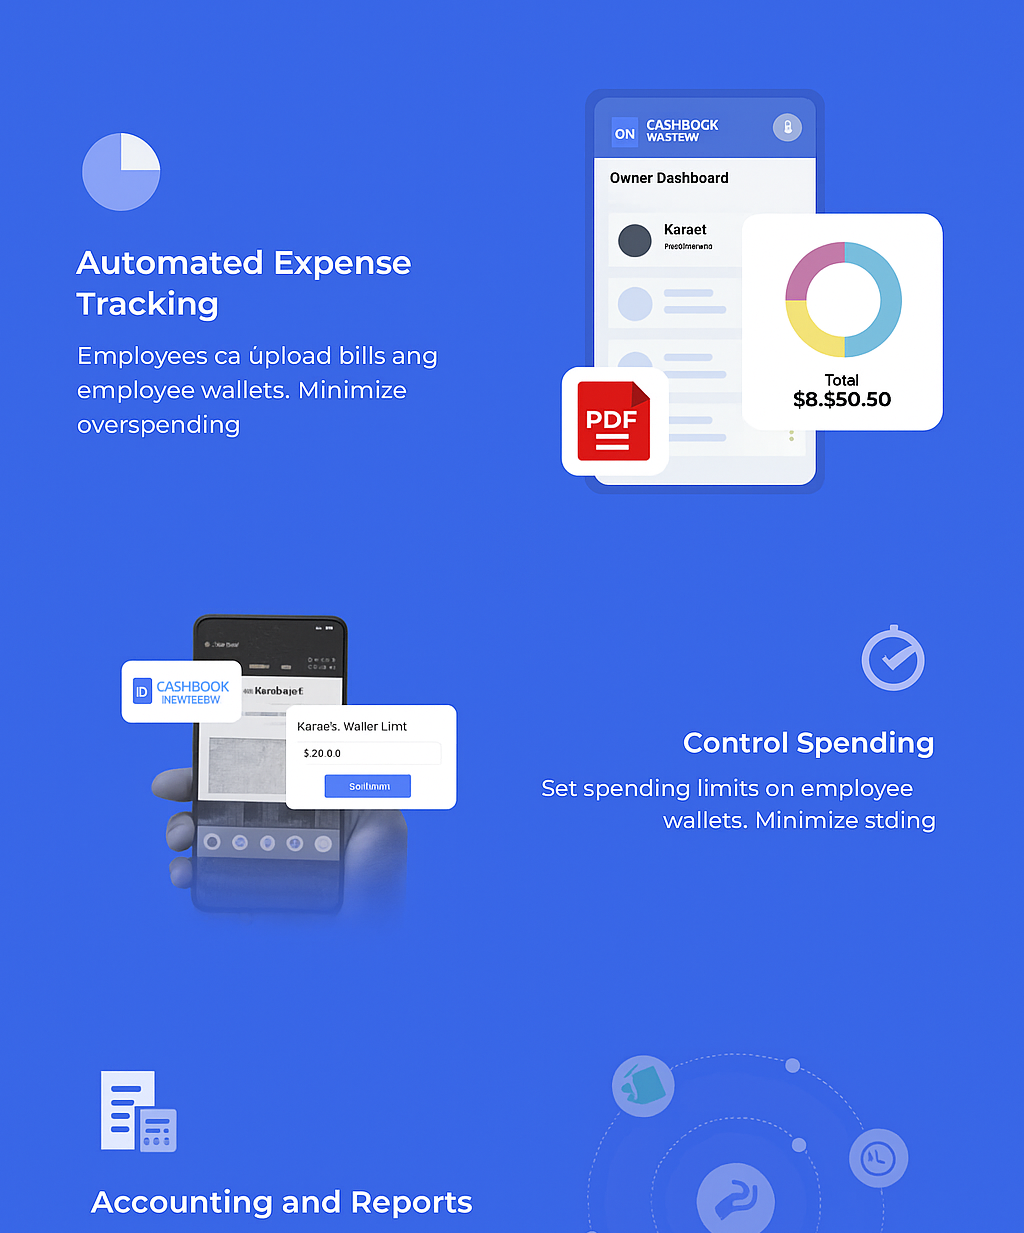 Automated Expense
Tracking
Employees ca úpload bills ang
employee wallets. Minimize
overspending
ON
CASHBOGK
WASTEW
Owner Dashboard
Karaet
Total
$8.$50.50
PDF
ID
CASHBOOK
INEWTEEBW
Karobajet
Karae's. Waller Limt
$.20.0.0
Control Spending
Set spending limits on employee
wallets. Minimize stding
Accounting and Reports